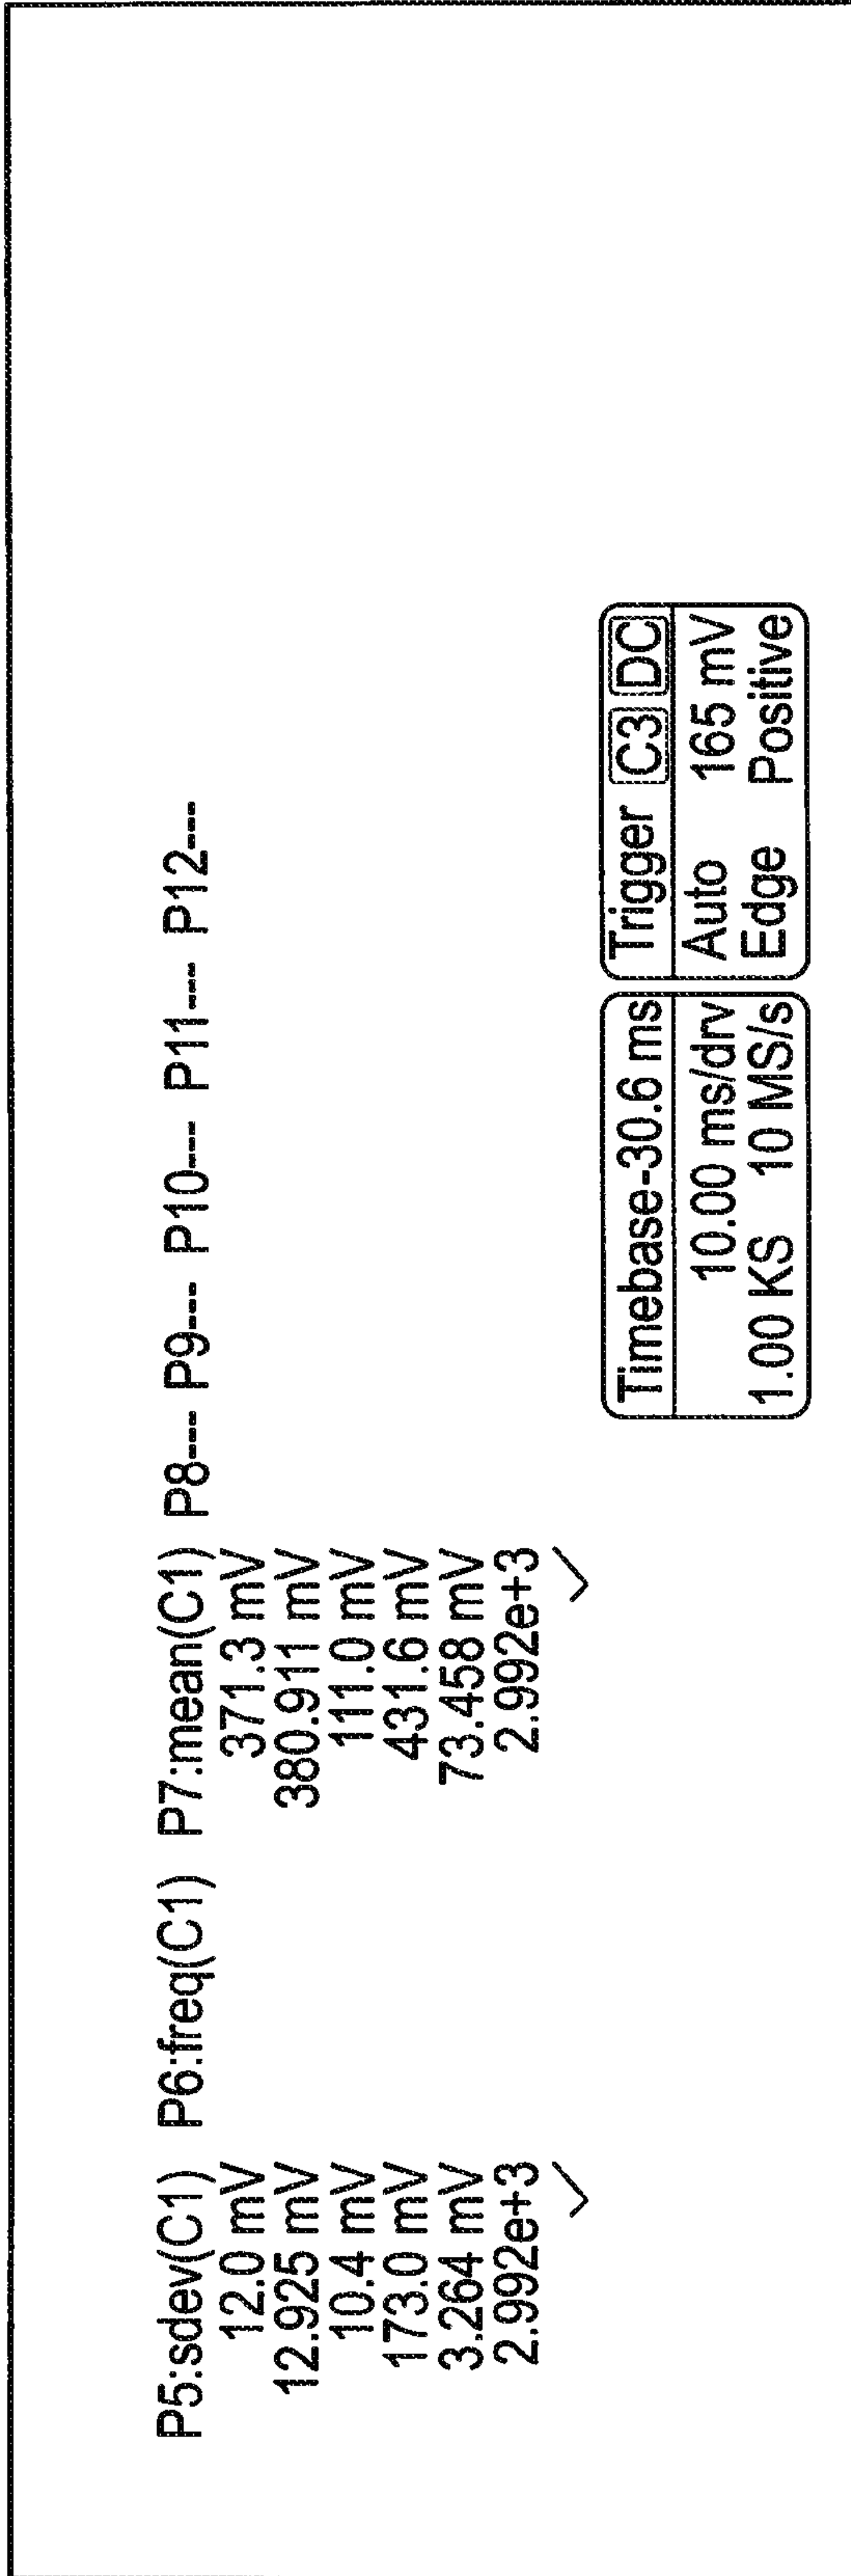 P5:sdev(C1) P6:freq(C1) P7:mean(C1) P8--- P9--- P10--- P11--- P12---
12.0 mV 371.3 mV
12.925 mV 380.911 mV
10.4 mV 111.0 mV
173.0 mV 431.6 mV
3.264 mV 73.458 mV
2.992e+3 2.992e+3
Timebase-30.6 ms Trigger C3 DC
10.00 ms/drv Auto 165 mV
1.00 KS 10 MS/s Edge Positive